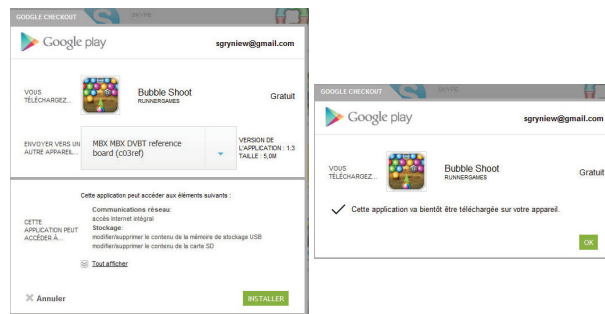 GOOGLE CHECKOUT
SKYPE
Google play
sgryniew@gmail.com
VOUS
TÉLÉCHARGEZ...
Bubble Shoot
RUNNERGAMES
Gratuit
ENVOYER VERS UN
AUTRE APPAREIL...
MBX MBX DVBT reference
board (c03ref)
VERSION DE
L'APPLICATION : 1.3
TAILLE : 5,0M
Cette application peut accéder aux éléments suivants :
CETTE
APPLICATION PEUT
ACCÉDER À...
Communications réseau:
accès Internet intégral
Stockage:
modifier/supprimer le contenu de la mémoire de stockage USB
modifier/supprimer le contenu de la carte SD
Tout afficher
Annuler
INSTALLER
GOOGLE CHECKOUT
SKYPE
Google play
sgryniew@gmail.com
VOUS
TÉLÉCHARGEZ...
Bubble Shoot
RUNNERGAMES
Gratuit
Cette application va bientôt être téléchargée sur votre appareil.
OK